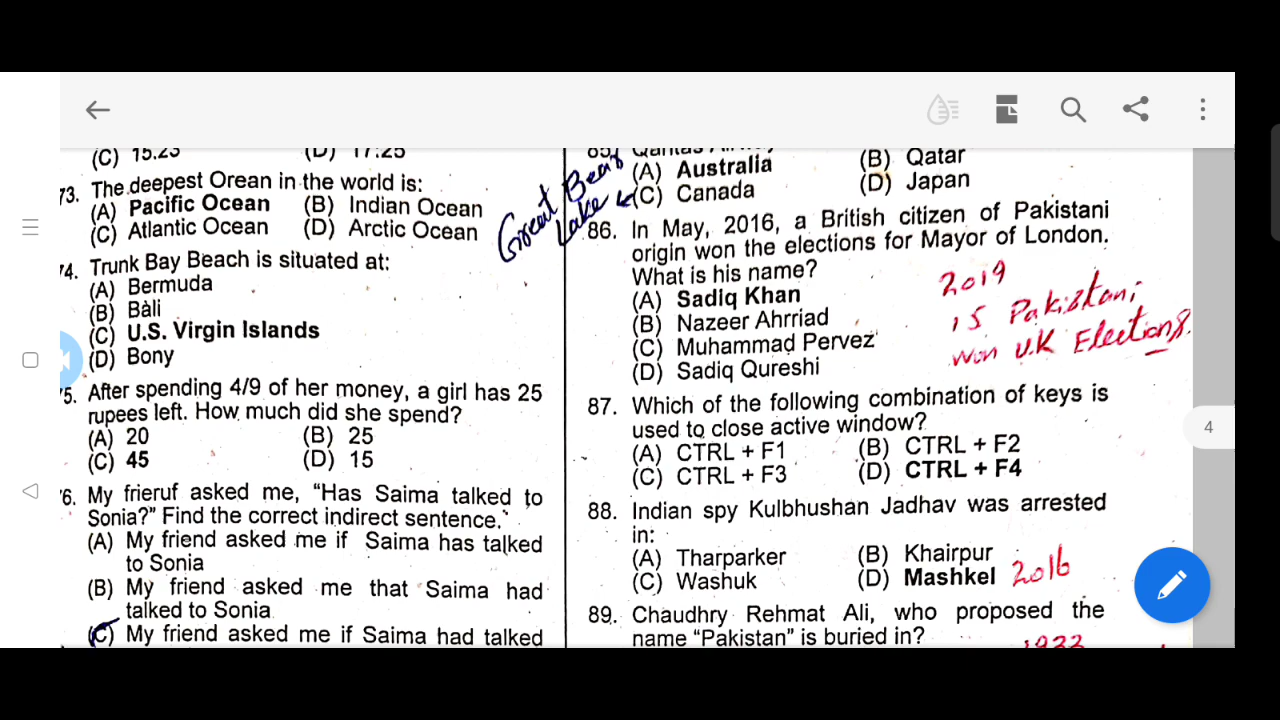 (C) 15.23 (D) 17:25
73. The deepest Orean in the world is:
(A) Pacific Ocean (B) Indian Ocean
(C) Atlantic Ocean (D) Arctic Ocean
74. Trunk Bay Beach is situated at:
(A) Bermuda
(B) Bali
(C) U.S. Virgin Islands
(D) Bony
75. After spending 4/9 of her money, a girl has 25
rupees left. How much did she spend?
(A) 20 (B) 25
(C) 45 (D) 15
76. My frieruf asked me, "Has Saima talked to
Sonia?" Find the correct indirect sentence.
(A) My friend asked me if Saima has talked
to Sonia
(B) My friend asked me that Saima had
talked to Sonia
(C) My friend asked me if Saima had talked
Great Bear
Lake
85. Qantas
(A) Australia (B) Qatar
(C) Canada (D) Japan
86. In May, 2016, a British citizen of Pakistani
origin won the elections for Mayor of London.
What is his name?
(A) Sadiq Khan
(B) Nazeer Ahrriad
(C) Muhammad Pervez
(D) Sadiq Qureshi
2019
15 Pakistani
won U.K Elections.
87. Which of the following combination of keys is
used to close active window?
(A) CTRL + F1 (B) CTRL + F2
(C) CTRL + F3 (D) CTRL + F4
88. Indian spy Kulbhushan Jadhav was arrested
in:
(A) Tharparker (B) Khairpur
(C) Washuk (D) Mashkel 2016
89. Chaudhry Rehmat Ali, who proposed the
name "Pakistan" is buried in?
1933
4